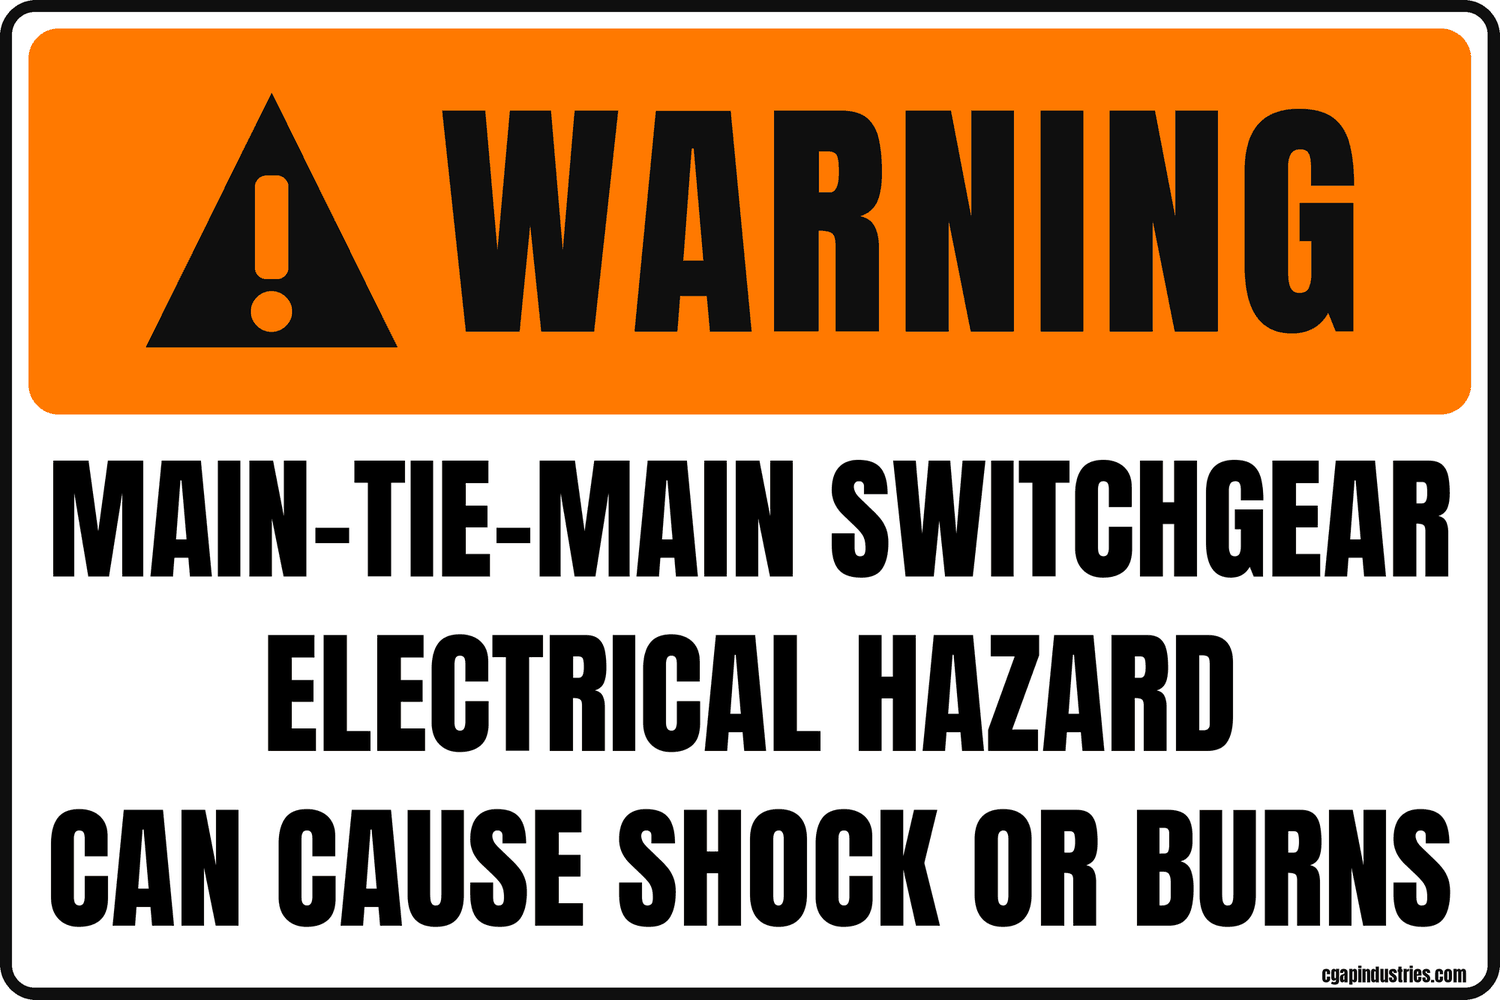 WARNING
MAIN-TIE-MAIN SWITCHGEAR
ELECTRICAL HAZARD
CAN CAUSE SHOCK OR BURNS
cgapindustries.com